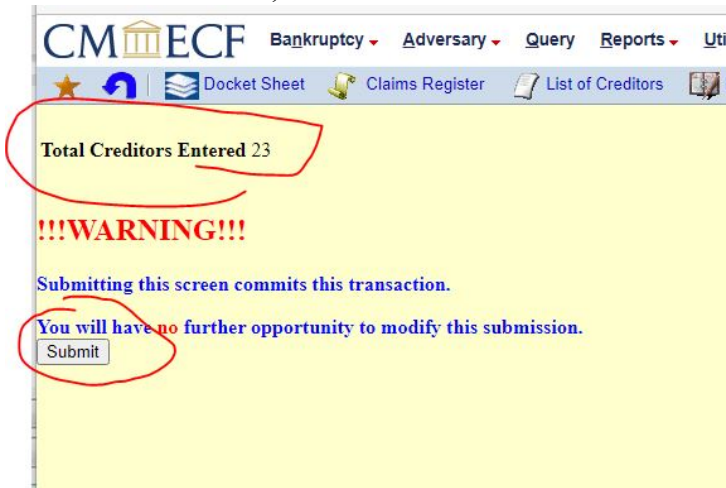 CM ECF Bankruptcy Adversary Query Reports Uti
Docket Sheet Claims Register List of Creditors
Total Creditors Entered 23
!!!WARNING!!!
Submitting this screen commits this transaction.
You will have no further opportunity to modify this submission.
Submit